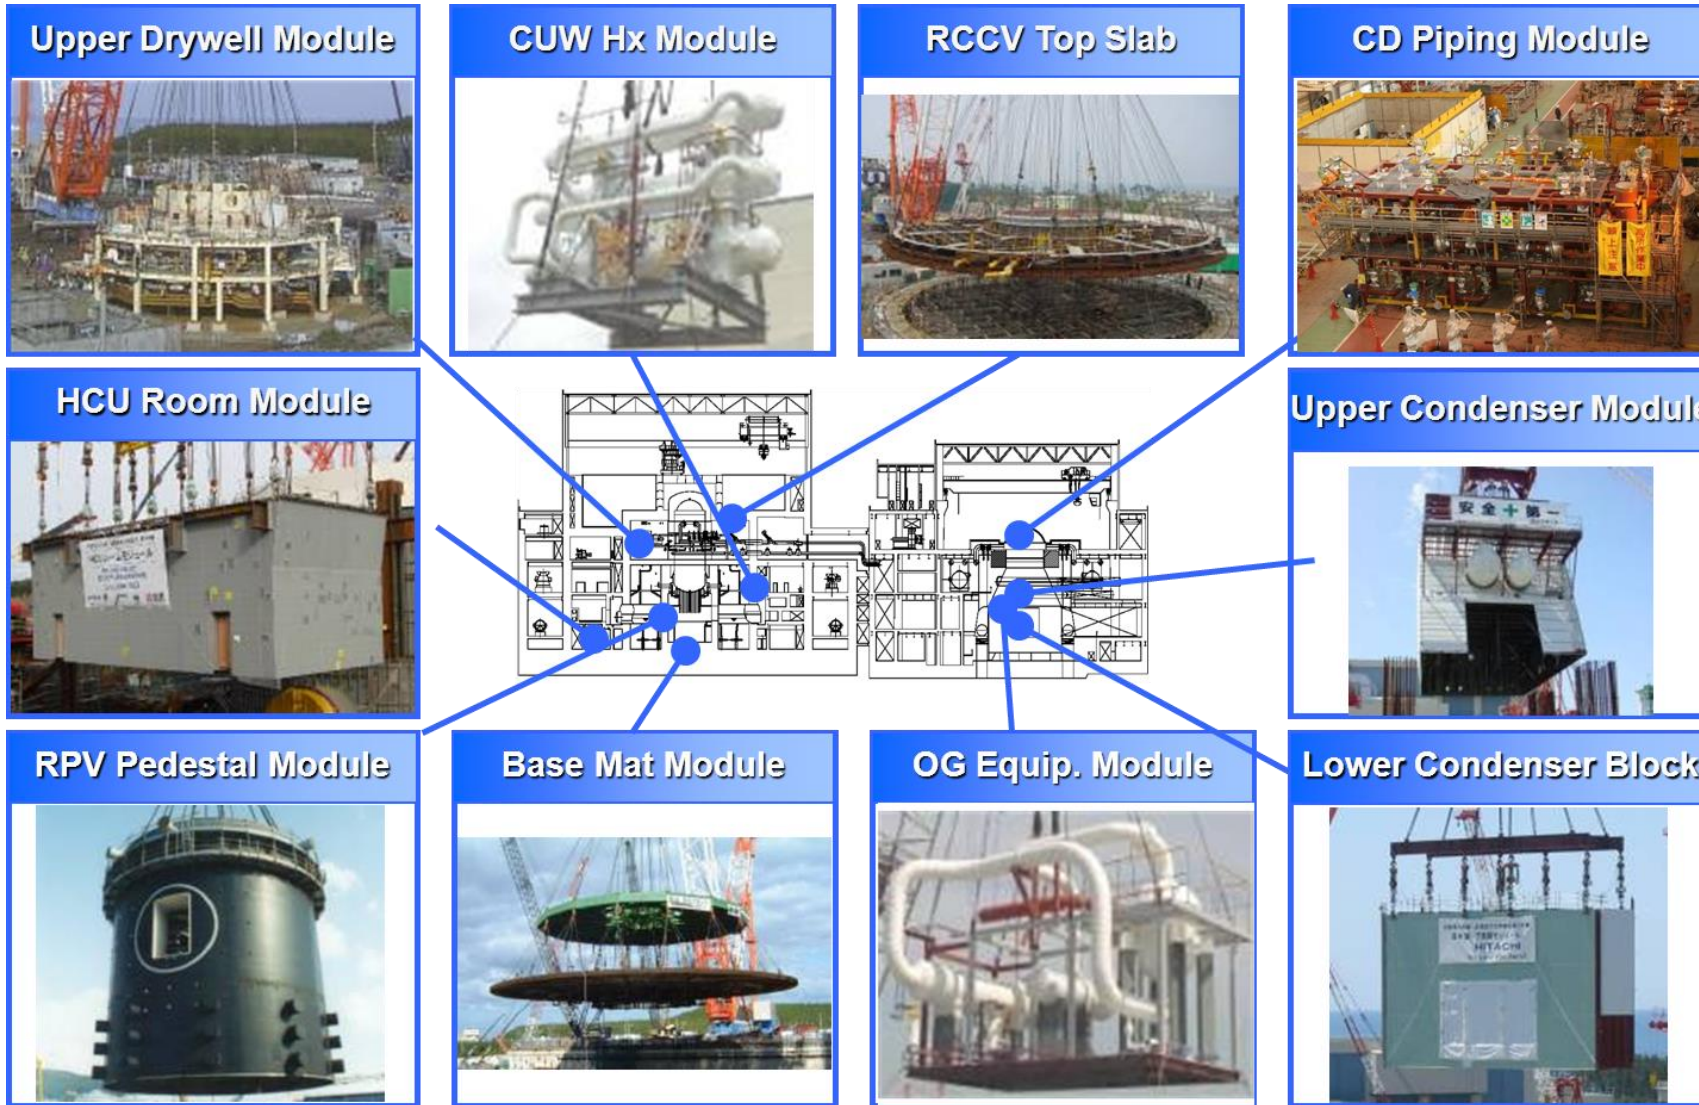 Upper Drywell Module
CUW Hx Module
RCCV Top Slab
CD Piping Module
HCU Room Module
Upper Condenser Module
安全＋第一
RPV Pedestal Module
Base Mat Module
OG Equip. Module
Lower Condenser Block
HITACHI